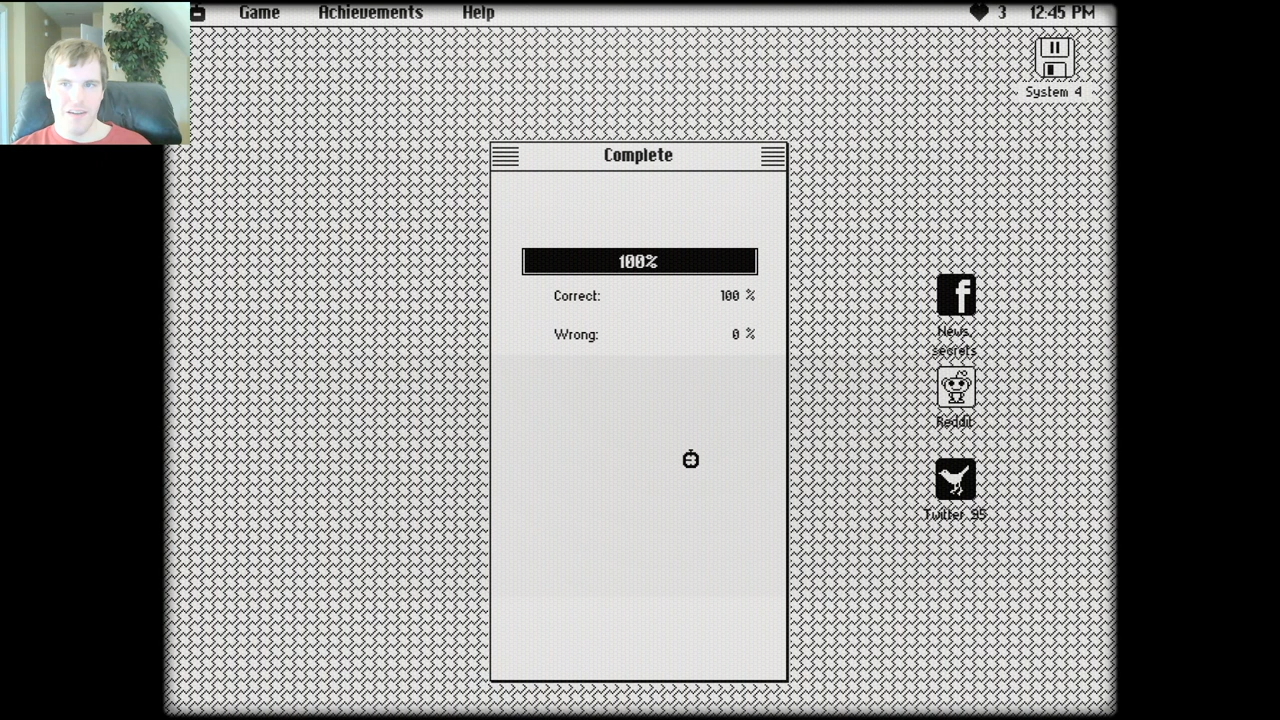 Game Achievements Help 3 12:45 PM
System 4
Complete
100%
Correct: 100 %
Wrong: 0 %
News,
secrets
Reddit
Twitter 95